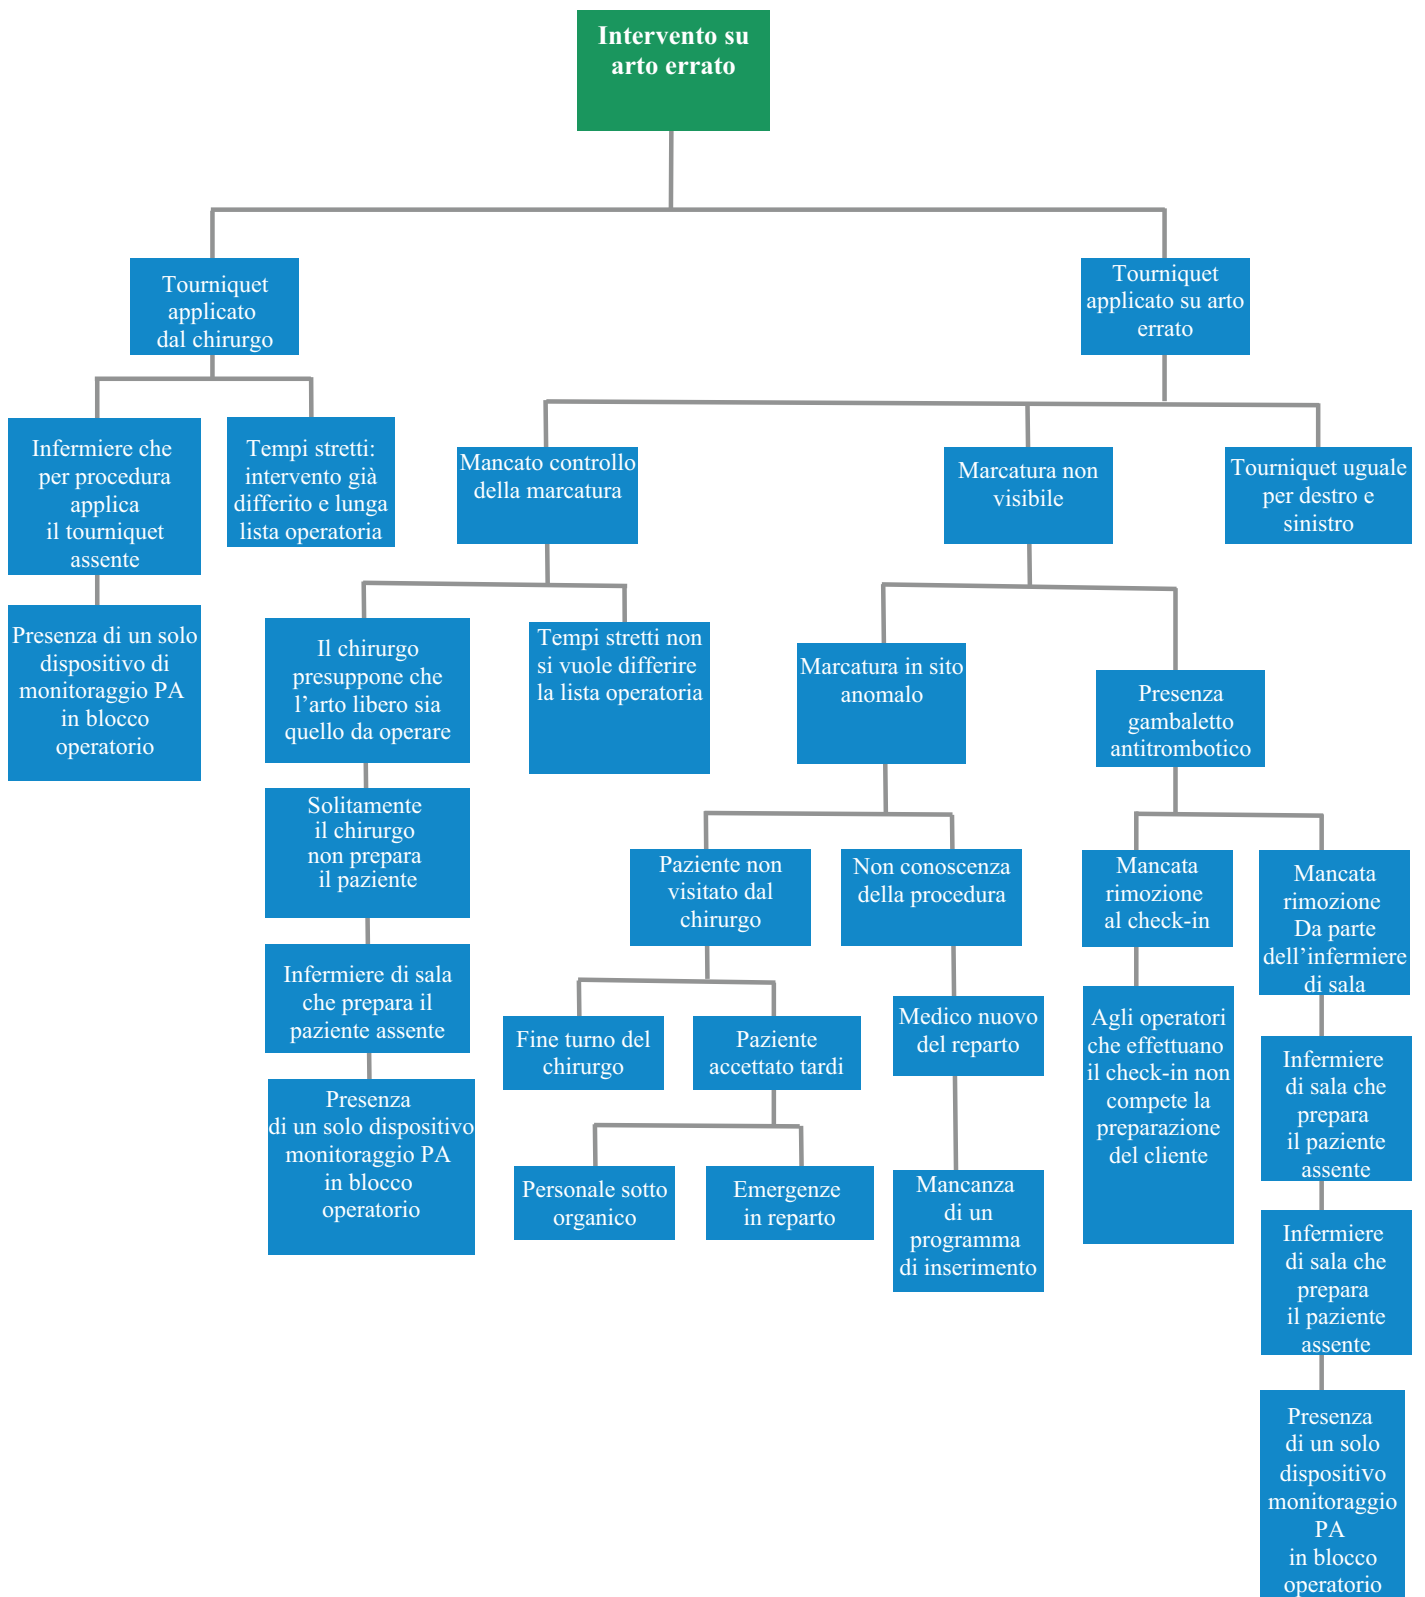 Intervento su
arto errato
Tourniquet
applicato
dal chirurgo
Tourniquet
applicato su arto
errato
Infermiere che
per procedura
applica
il tourniquet
assente
Tempi stretti:
intervento già
differito e lunga
lista operatoria
Mancato controllo
della marcatura
Marcatura non
visibile
Tourniquet uguale
per destro e
sinistro
Presenza di un solo
dispositivo di
monitoraggio PA
in blocco
operatorio
Il chirurgo
presuppone che
l’arto libero sia
quello da operare
Tempi stretti non
si vuole differire
la lista operatoria
Marcatura in sito
anomalo
Presenza
gambaletto
antitrombotico
Solitamente
il chirurgo
non prepara
il paziente
Paziente non
visitato dal
chirurgo
Non conoscenza
della procedura
Mancata
rimozione
al check-in
Mancata
rimozione
Da parte
dell’infermiere
di sala
Infermiere di sala
che prepara il
paziente assente
Fine turno del
chirurgo
Paziente
accettato tardi
Medico nuovo
del reparto
Agli operatori
che effettuano
il check-in non
compete la
preparazione
del cliente
Infermiere
di sala che
prepara
il paziente
assente
Presenza
di un solo dispositivo
monitoraggio PA
in blocco
operatorio
Personale sotto
organico
Emergenze
in reparto
Mancanza
di un
programma
di inserimento
Infermiere
di sala che
prepara
il paziente
assente
Presenza
di un solo
dispositivo
monitoraggio
PA
in blocco
operatorio